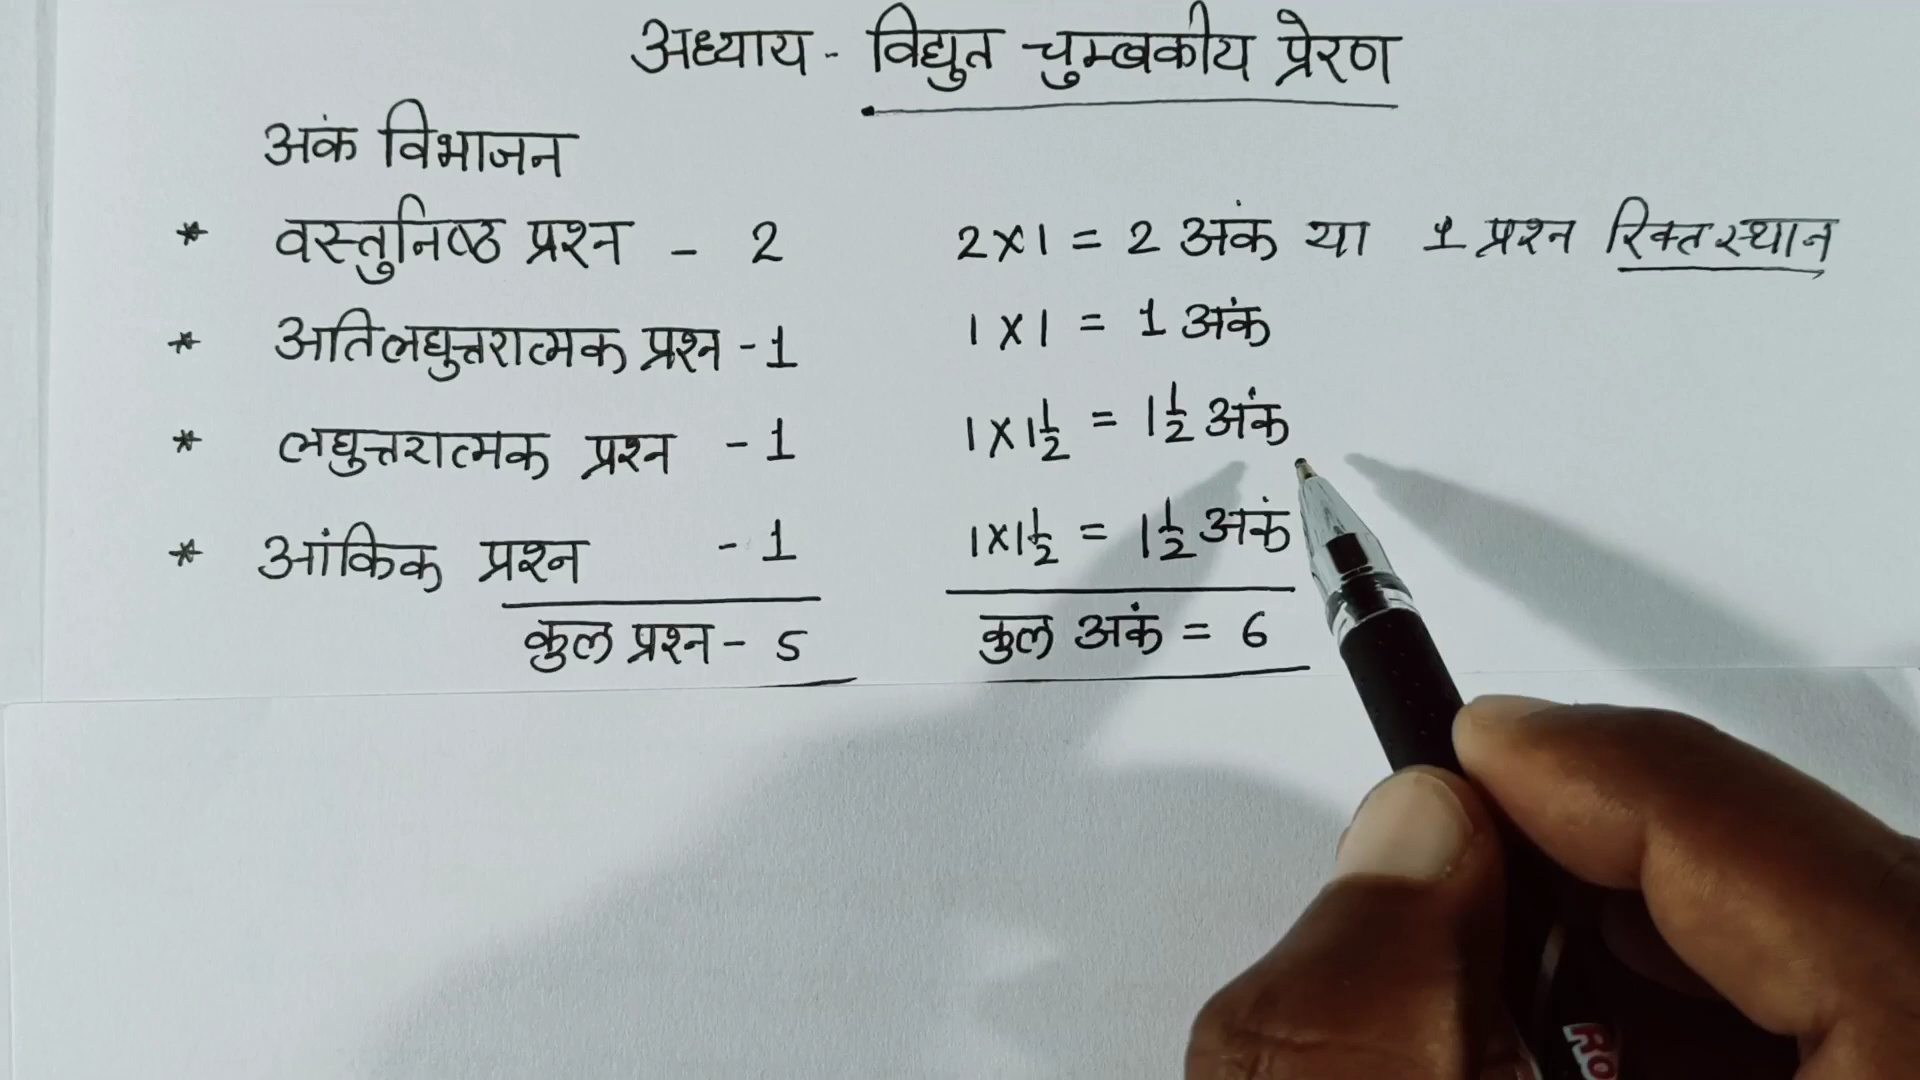 अध्याय - विद्युत चुम्बकीय प्रेरण
अंक विभाजन
* वस्तुनिष्ठ प्रश्न - 2 2×1 = 2 अंक या 1 प्रश्न रिक्त स्थान
* अतिलघुत्तरात्मक प्रश्न - 1 1×1 = 1 अंक
* लघुत्तरात्मक प्रश्न - 1 1×1½ = 1½ अंक
* आंकिक प्रश्न - 1 1×1½ = 1½ अंक
कुल प्रश्न - 5 कुल अंक = 6